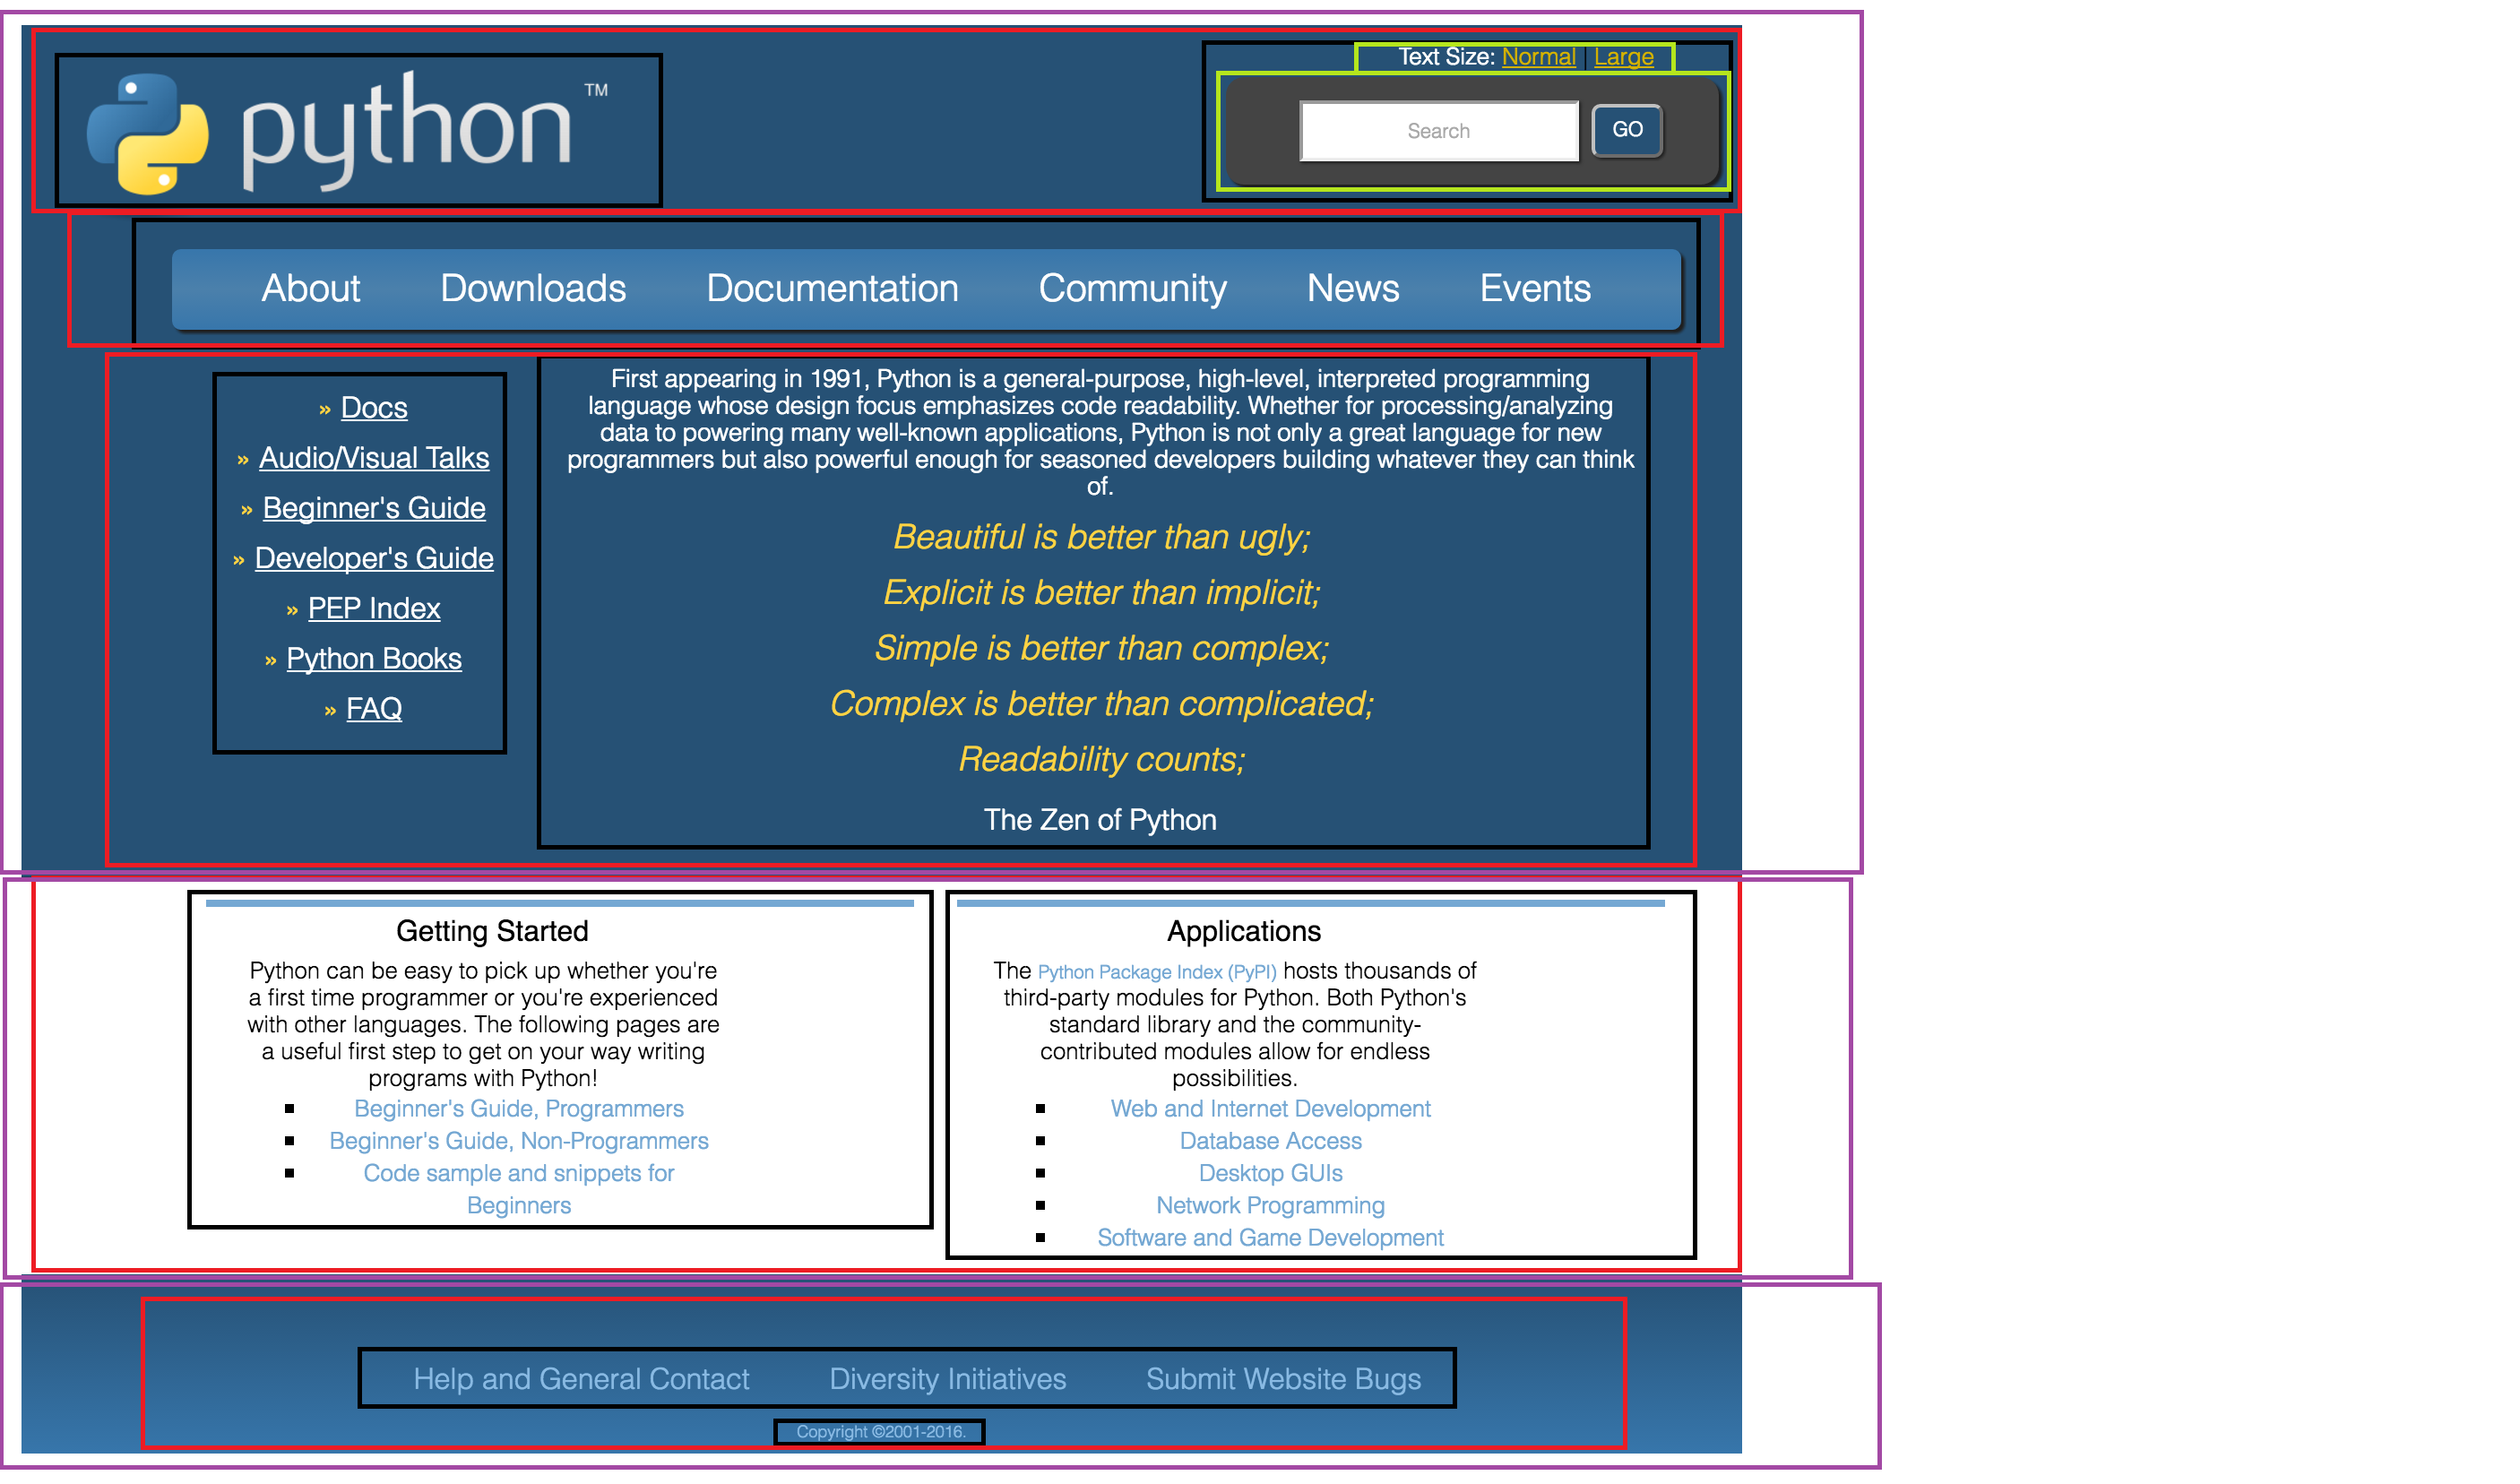 python™
Text Size: Normal | Large
Search
GO
About Downloads Documentation Community News Events
» Docs
» Audio/Visual Talks
» Beginner's Guide
» Developer's Guide
» PEP Index
» Python Books
» FAQ
First appearing in 1991, Python is a general-purpose, high-level, interpreted programming
language whose design focus emphasizes code readability. Whether for processing/analyzing
data to powering many well-known applications, Python is not only a great language for new
programmers but also powerful enough for seasoned developers building whatever they can think
of.
Beautiful is better than ugly;
Explicit is better than implicit;
Simple is better than complex;
Complex is better than complicated;
Readability counts;
The Zen of Python
Getting Started
Python can be easy to pick up whether you're
a first time programmer or you're experienced
with other languages. The following pages are
a useful first step to get on your way writing
programs with Python!
Beginner's Guide, Programmers
Beginner's Guide, Non-Programmers
Code sample and snippets for
Beginners
Applications
The Python Package Index (PyPI) hosts thousands of
third-party modules for Python. Both Python's
standard library and the community-
contributed modules allow for endless
possibilities.
Web and Internet Development
Database Access
Desktop GUIs
Network Programming
Software and Game Development
Help and General Contact Diversity Initiatives Submit Website Bugs
Copyright ©2001-2016.